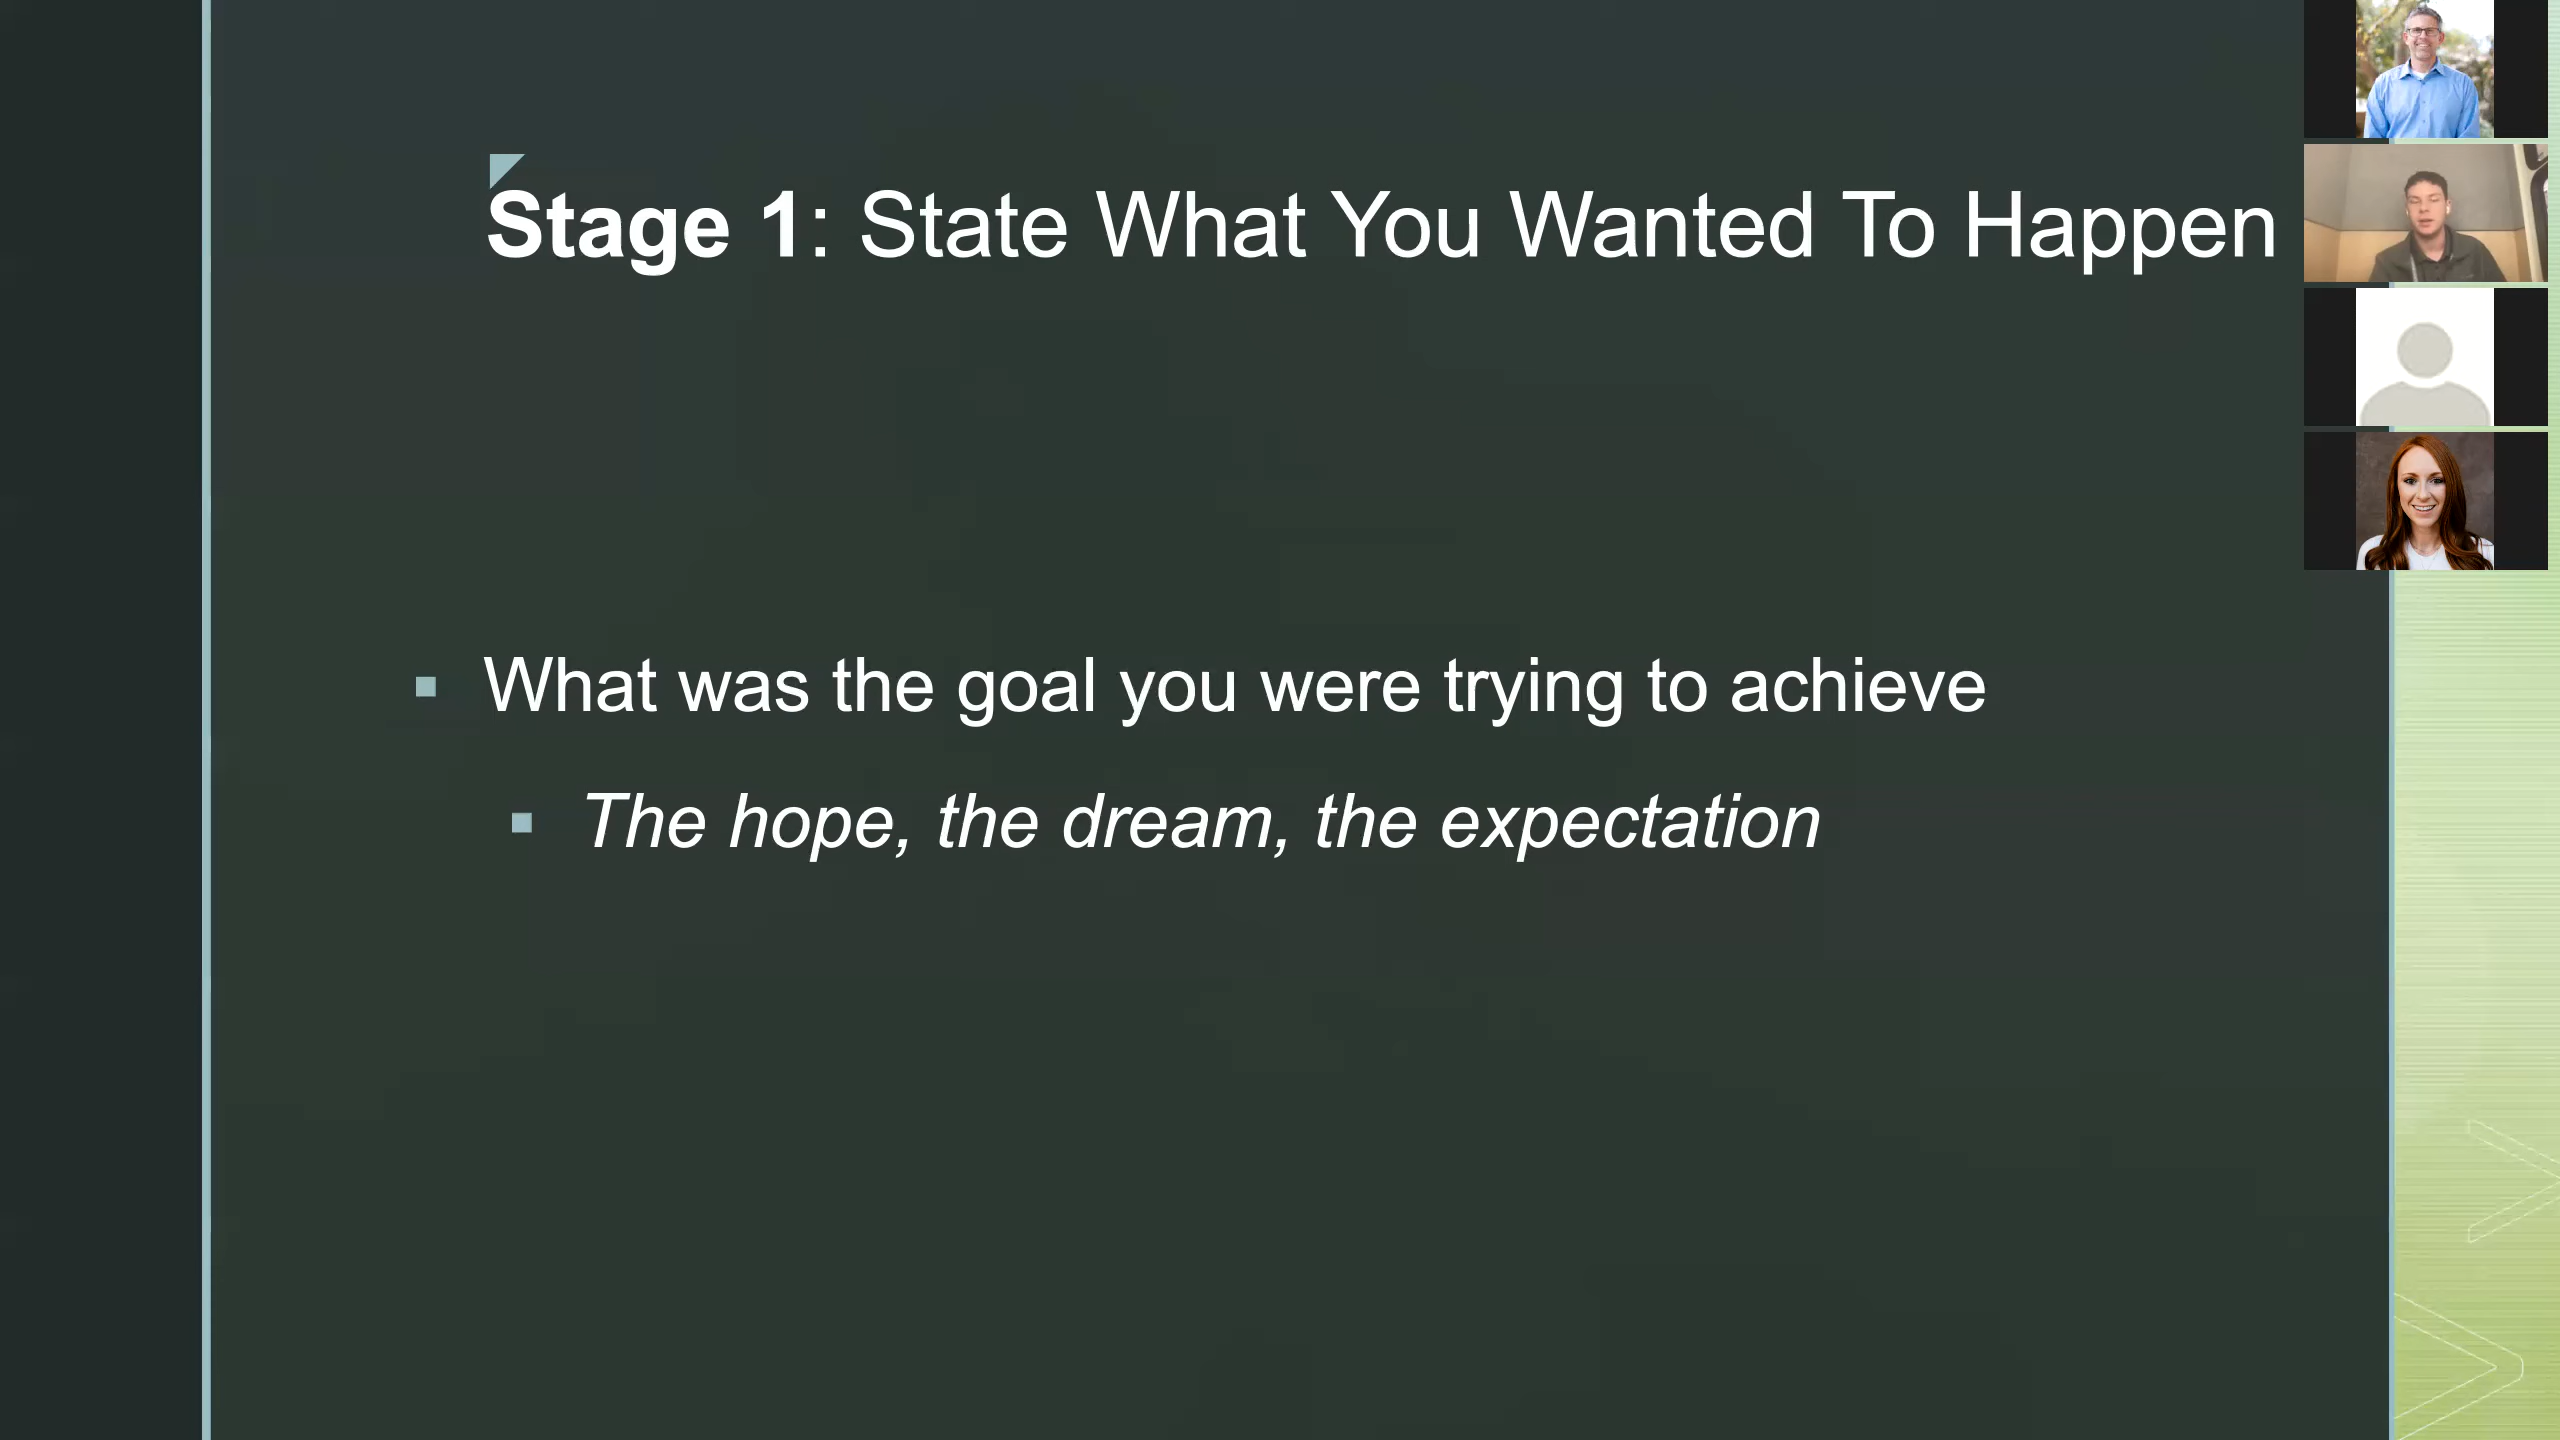 Stage 1: State What You Wanted To Happen
What was the goal you were trying to achieve
The hope, the dream, the expectation